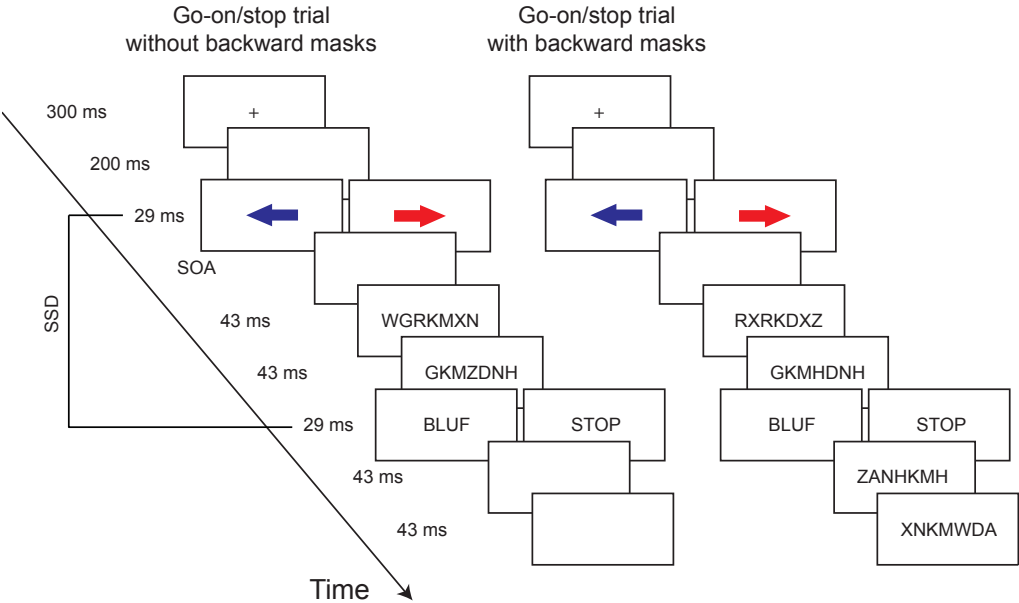 Go-on/stop trial
without backward masks
Go-on/stop trial
with backward masks
300 ms
+
+
200 ms
29 ms
SOA
SSD
43 ms
WGRKMXN
RXRKDXZ
43 ms
GKMZDNH
GKMHDNH
29 ms
BLUF
STOP
BLUF
STOP
43 ms
ZANHKMH
43 ms
XNKMWDA
Time